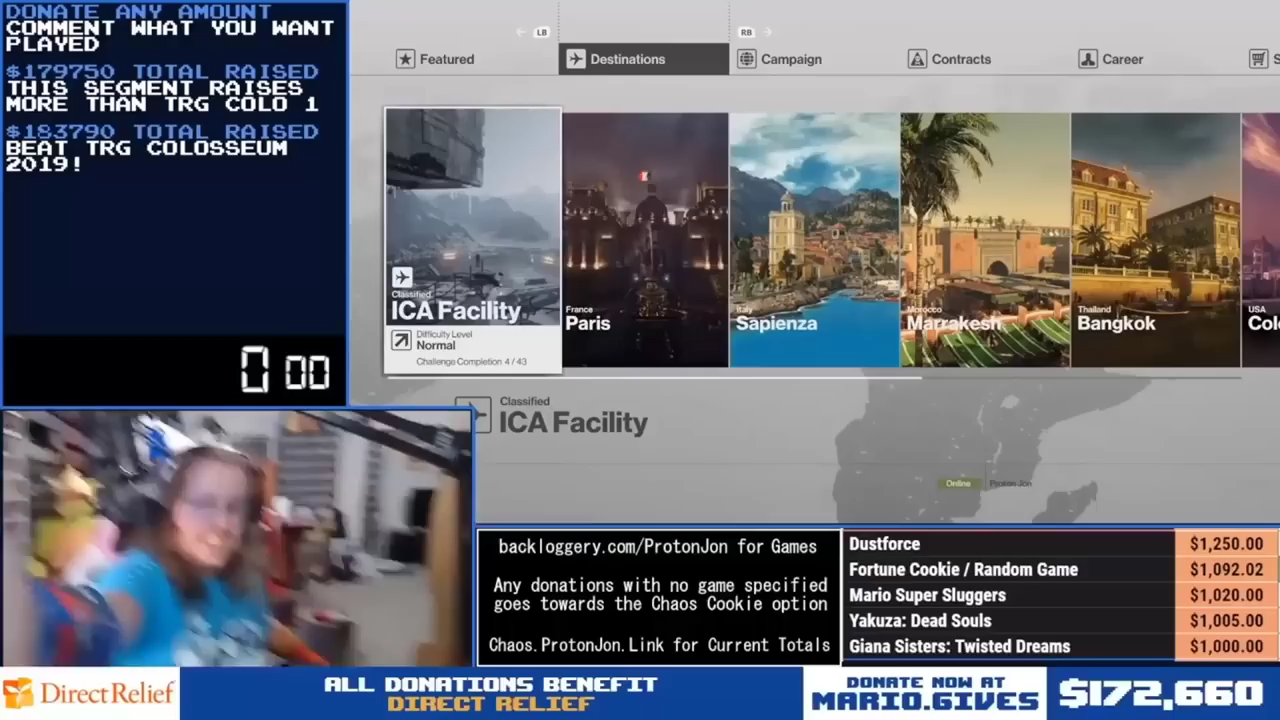 DONATE ANY AMOUNT
COMMENT WHAT YOU WANT
PLAYED
$179750 TOTAL RAISED
THIS SEGMENT RAISES
MORE THAN TRG COLO 1
$183790 TOTAL RAISED
BEAT TRG COLOSSEUM
2019!
0 00
LB
RB
Featured
Destinations
Campaign
Contracts
Career
S
Classified
ICA Facility
Difficulty Level
Normal
Challenge Completion 4 / 43
France
Paris
Italy
Sapienza
Morocco
Marrakesh
Thailand
Bangkok
USA
Col
Classified
ICA Facility
Online
Proton Jon
backloggery.com/ProtonJon for Games
Any donations with no game specified
goes towards the Chaos Cookie option
Chaos.ProtonJon.Link for Current Totals
Dustforce $1,250.00
Fortune Cookie / Random Game $1,092.02
Mario Super Sluggers $1,020.00
Yakuza: Dead Souls $1,005.00
Giana Sisters: Twisted Dreams $1,000.00
DirectRelief
ALL DONATIONS BENEFIT
DIRECT RELIEF
DONATE NOW AT
MARIO.GIVES
$172,660